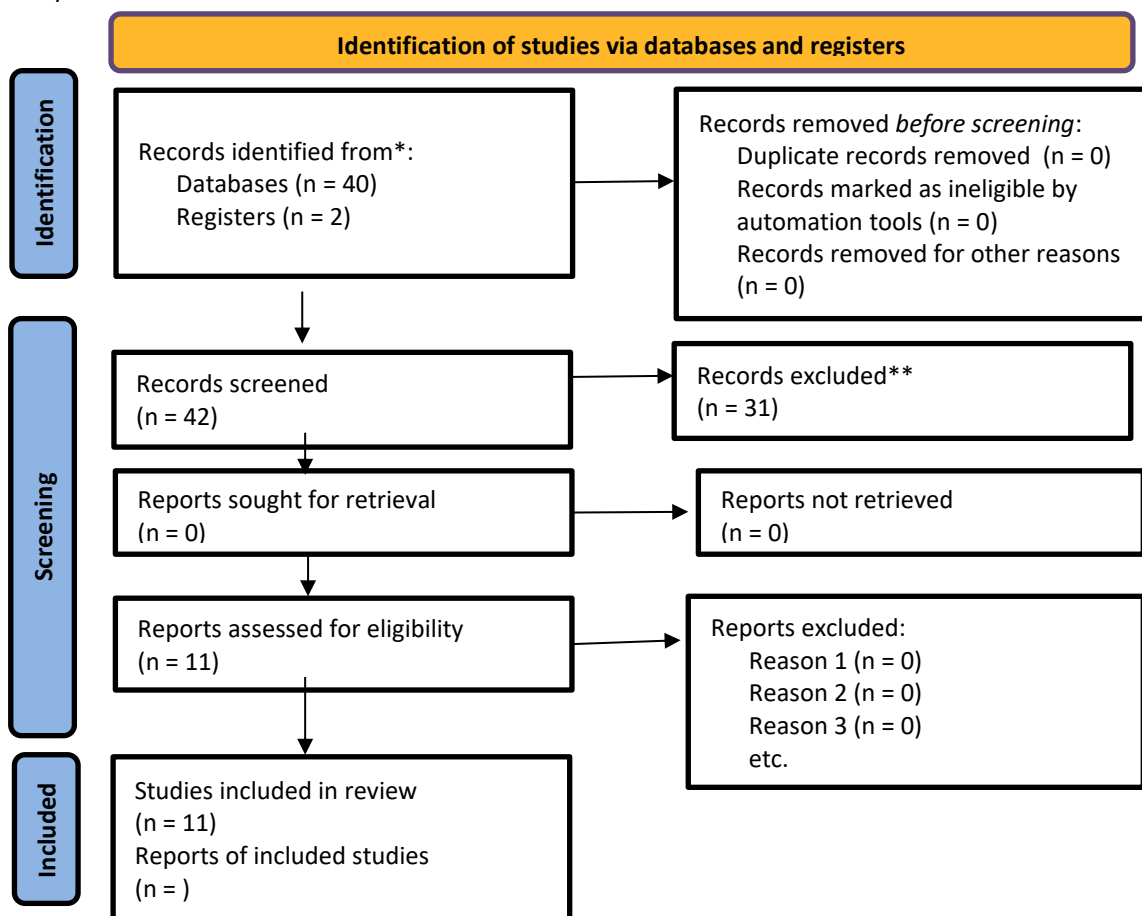 Identification of studies via databases and registers
Identification
Records identified from*:
Databases (n = 40)
Registers (n = 2)
Records removed before screening:
Duplicate records removed  (n = 0)
Records marked as ineligible by
automation tools (n = 0)
Records removed for other reasons
(n = 0)
Screening
Records screened
(n = 42)
Records excluded**
(n = 31)
Reports sought for retrieval
(n = 0)
Reports not retrieved
(n = 0)
Reports assessed for eligibility
(n = 11)
Reports excluded:
Reason 1 (n = 0)
Reason 2 (n = 0)
Reason 3 (n = 0)
etc.
Included
Studies included in review
(n = 11)
Reports of included studies
(n = )